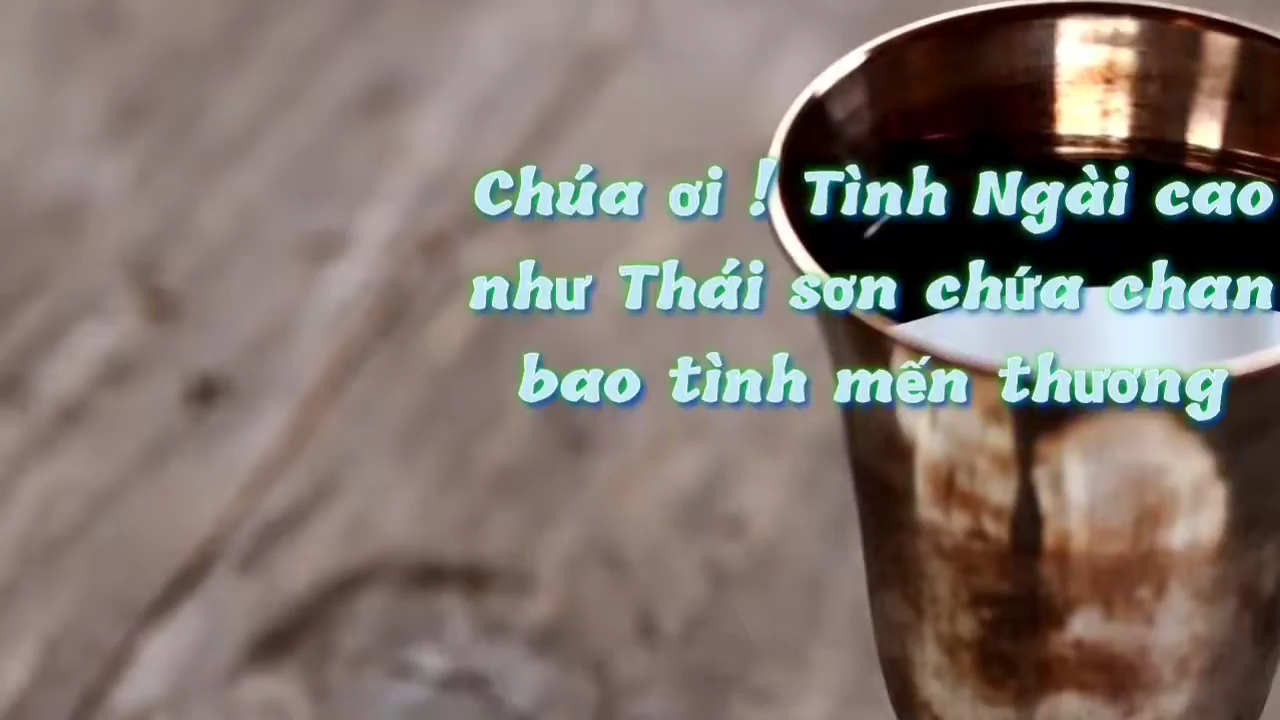 Chúa ơi ! Tình Ngài cao
như Thái sơn chứa chan
bao tình mến thương